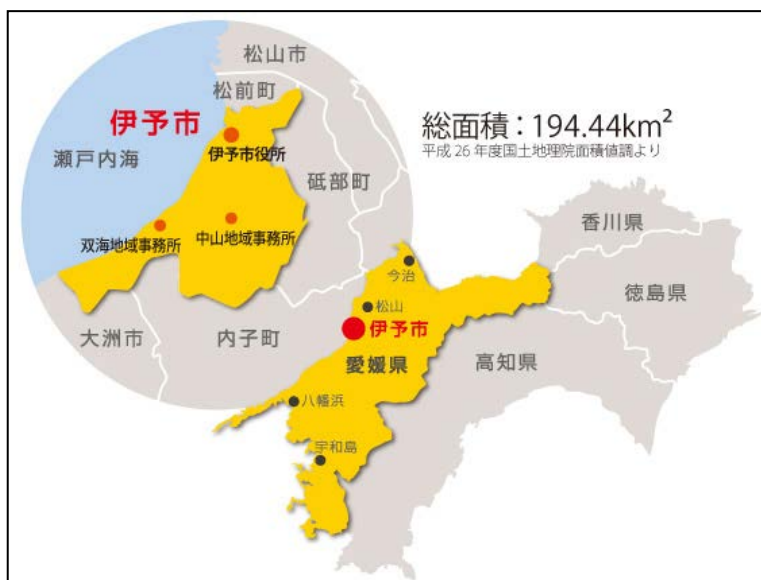 松山市
松前町
伊予市
伊予市役所
瀬戸内海
砥部町
双海地域事務所
中山地域事務所
大洲市
内子町
総面積：194.44km²
平成26年度国土地理院面積値調より
香川県
徳島県
高知県
今治
松山
伊予市
愛媛県
八幡浜
宇和島